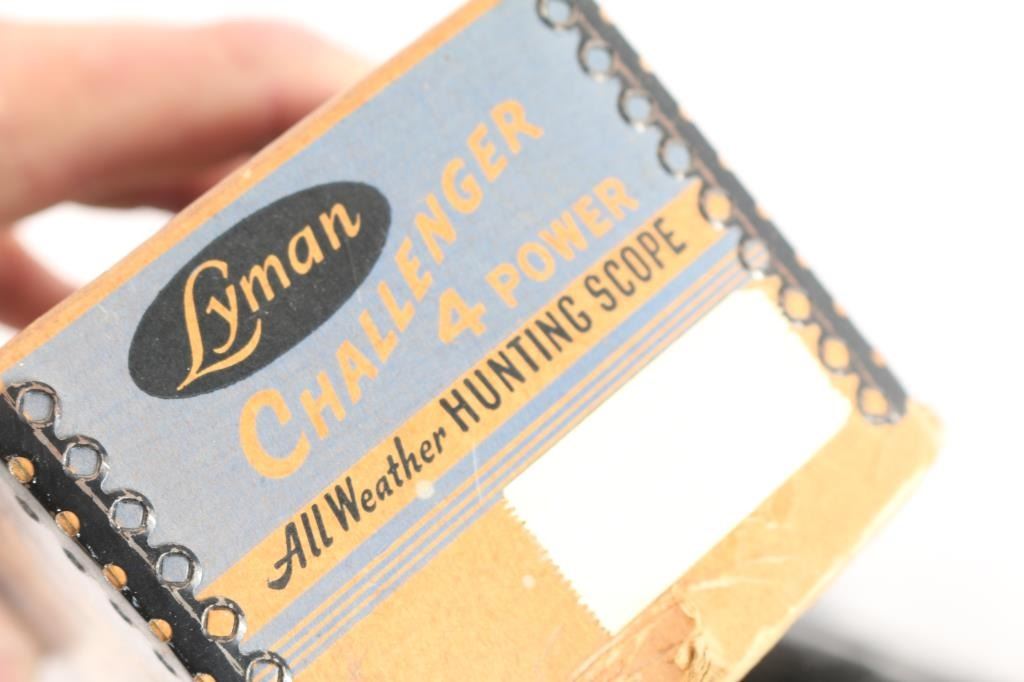 Lyman
CHALLENGER
4 POWER
All Weather HUNTING SCOPE